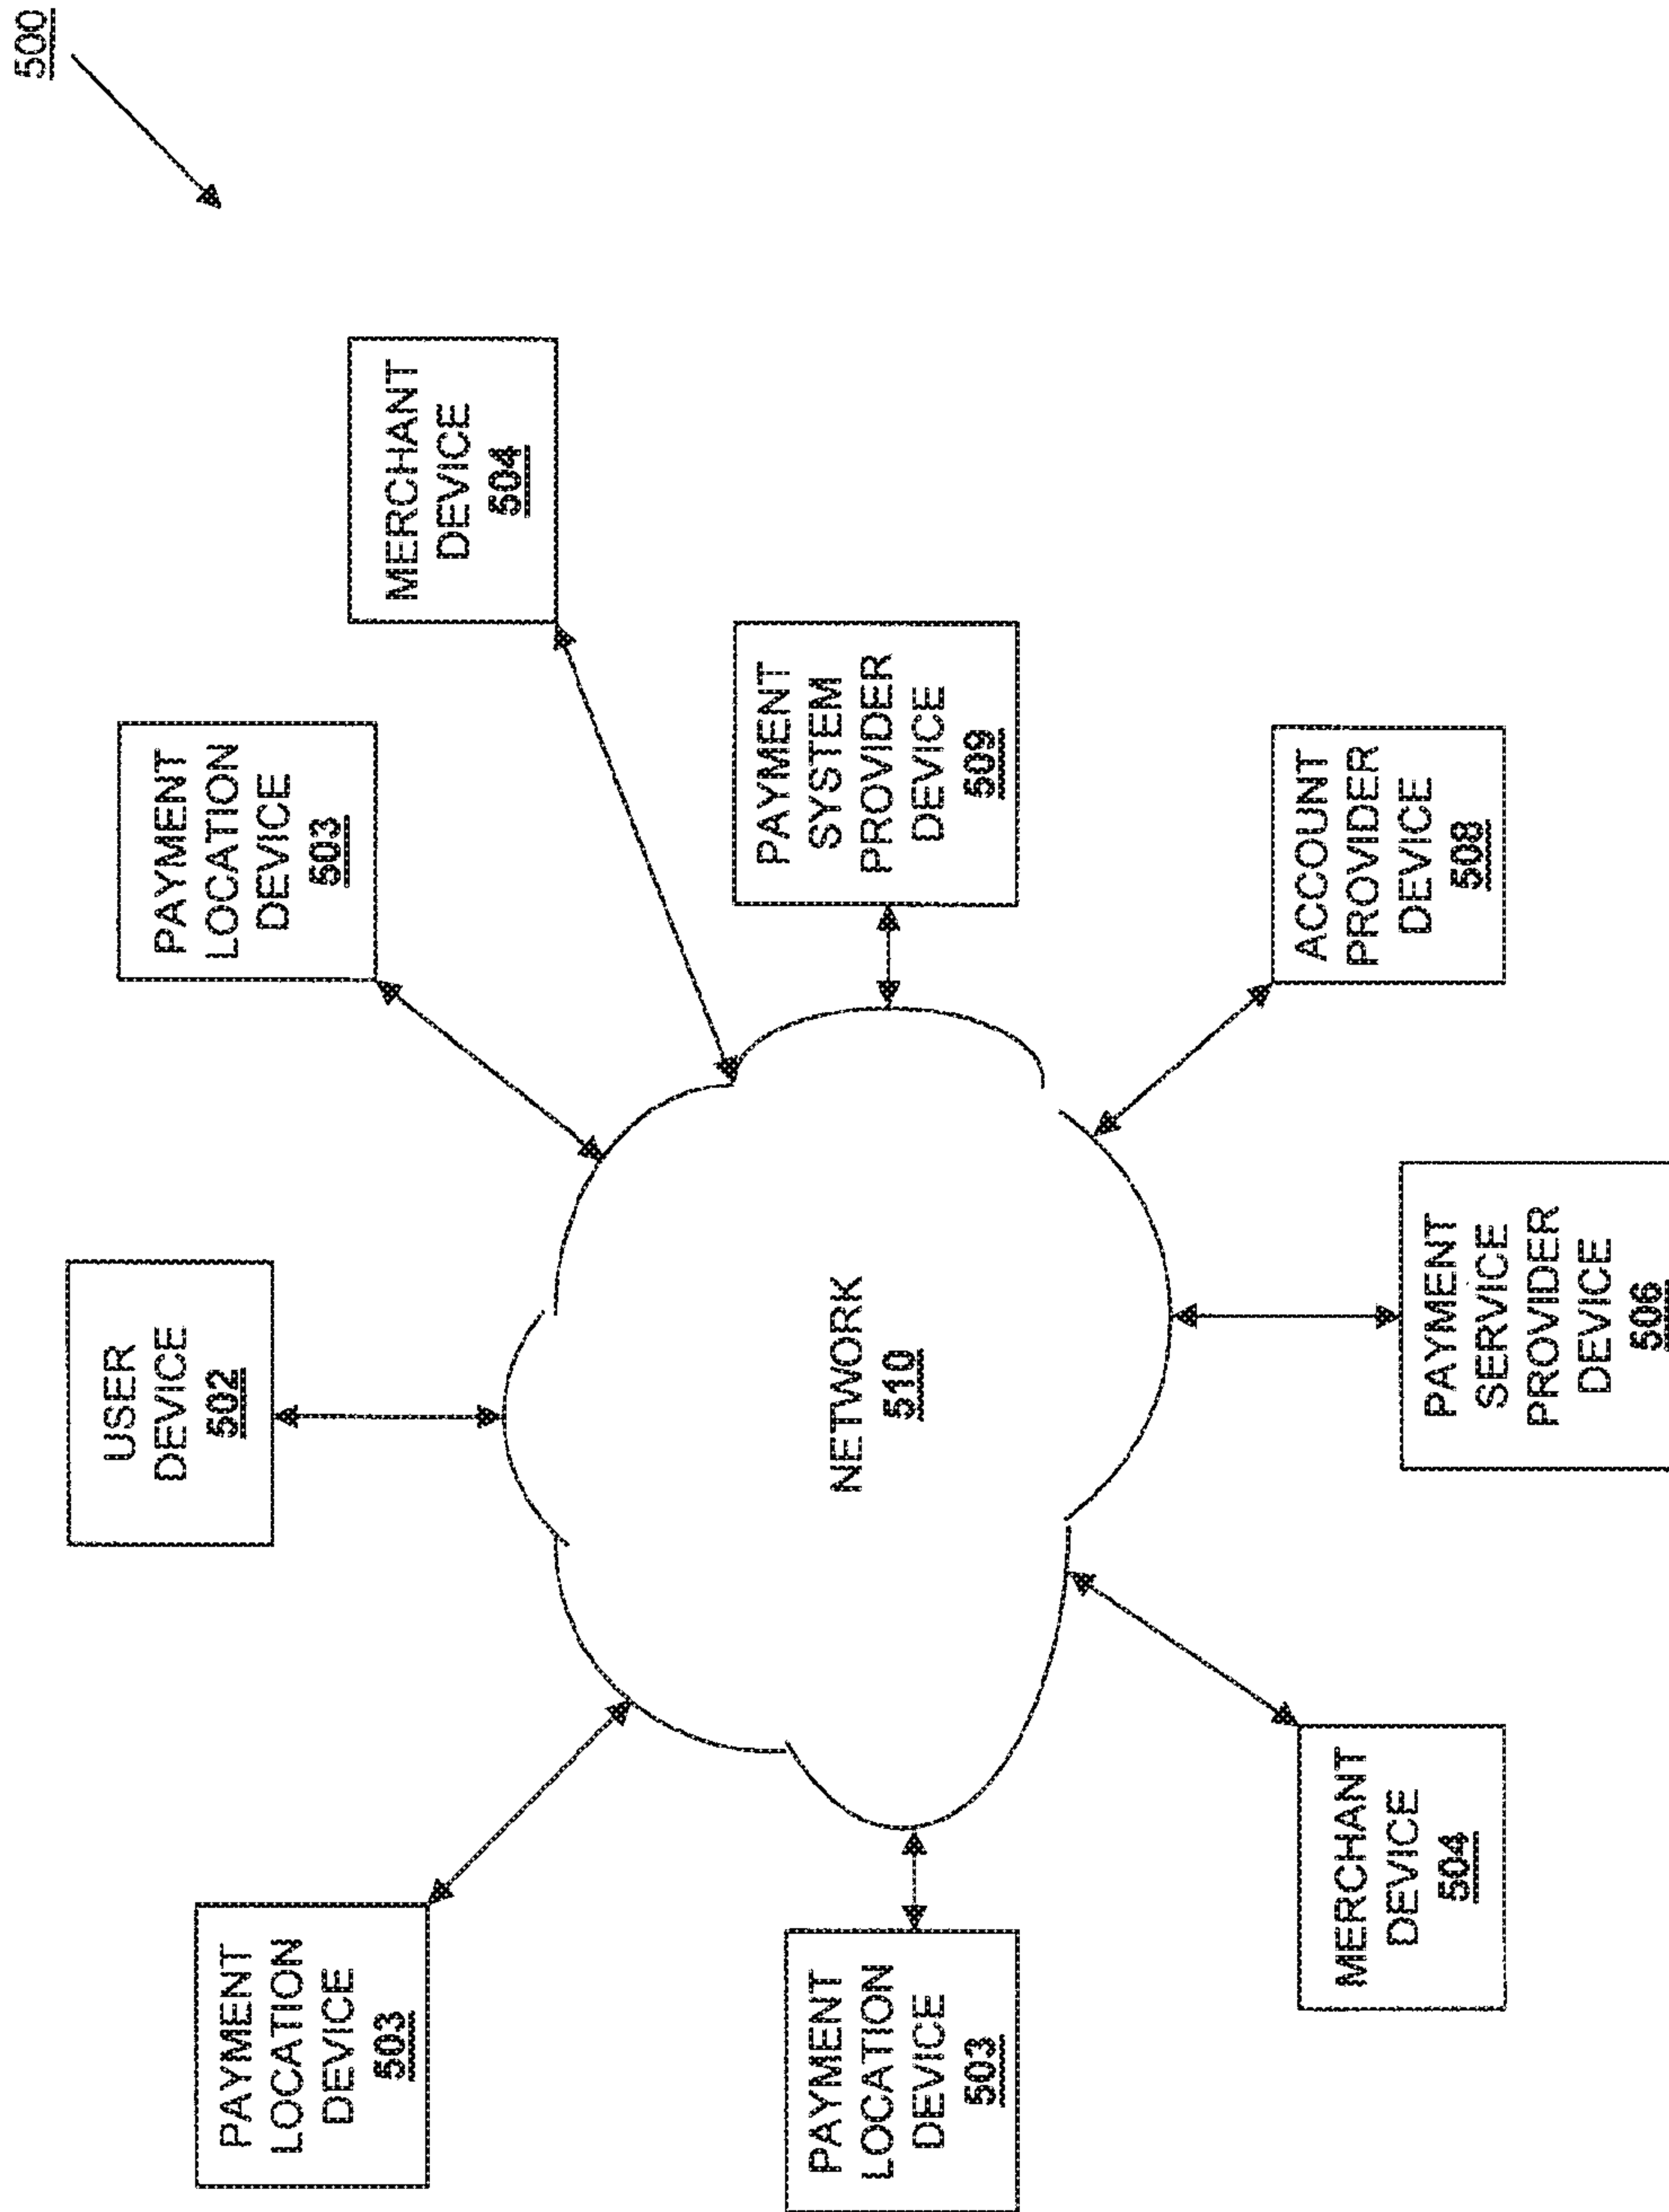 500
USER
DEVICE
502
PAYMENT
LOCATION
DEVICE
503
PAYMENT
LOCATION
DEVICE
503
MERCHANT
DEVICE
504
NETWORK
510
PAYMENT
LOCATION
DEVICE
503
PAYMENT
SYSTEM
PROVIDER
DEVICE
509
MERCHANT
DEVICE
504
PAYMENT
SERVICE
PROVIDER
DEVICE
506
ACCOUNT
PROVIDER
DEVICE
508